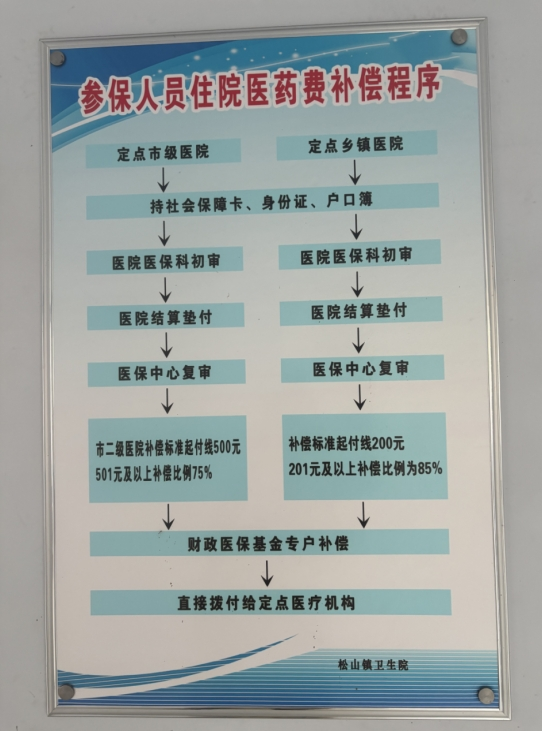 参保人员住院医药费补偿程序
定点市级医院
定点乡镇医院
持社会保障卡、身份证、户口簿
医院医保科初审
医院医保科初审
医院结算垫付
医院结算垫付
医保中心复审
医保中心复审
市二级医院补偿标准起付线500元
501元及以上补偿比例75%
补偿标准起付线200元
201元及以上补偿比例为85%
财政医保基金专户补偿
直接拨付给定点医疗机构
松山镇卫生院